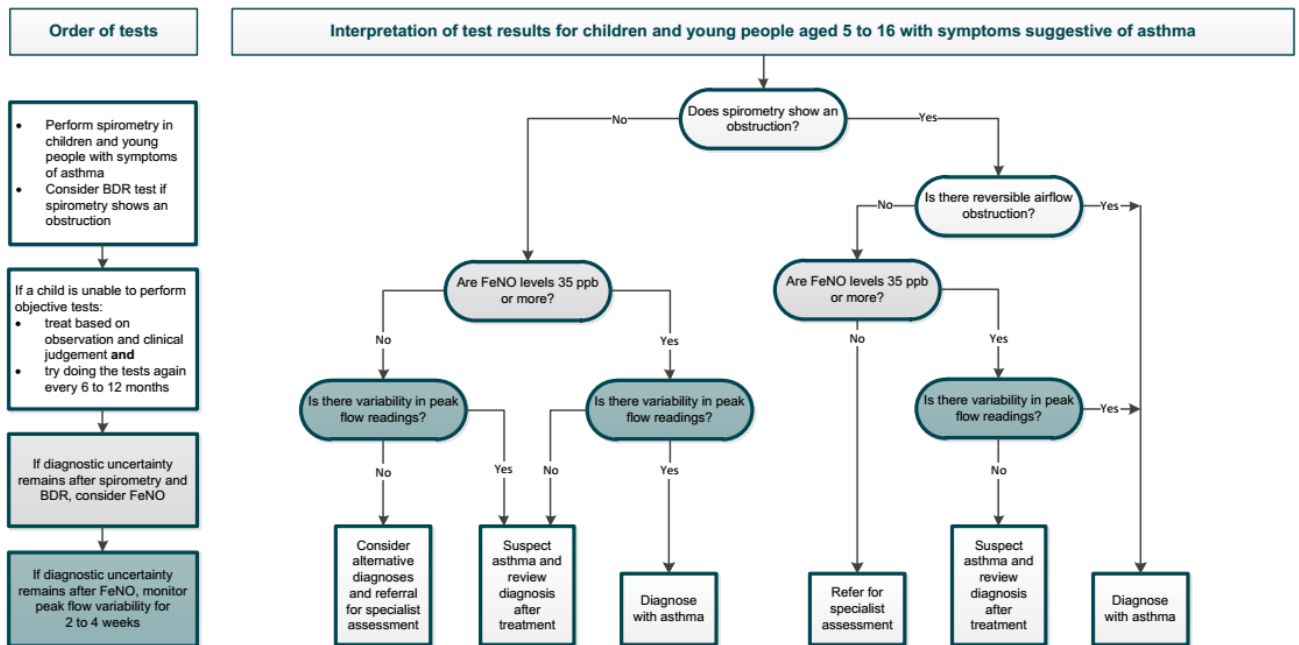 Order of tests
Interpretation of test results for children and young people aged 5 to 16 with symptoms suggestive of asthma
• Perform spirometry in
children and young
people with symptoms
of asthma
• Consider BDR test if
spirometry shows an
obstruction
If a child is unable to perform
objective tests:
• treat based on
observation and clinical
judgement and
• try doing the tests again
every 6 to 12 months
If diagnostic uncertainty
remains after spirometry and
BDR, consider FeNO
If diagnostic uncertainty
remains after FeNO, monitor
peak flow variability for
2 to 4 weeks
Does spirometry show an
obstruction?
No
Yes
Is there reversible airflow
obstruction?
No
Yes
Are FeNO levels 35 ppb
or more?
No
Yes
Are FeNO levels 35 ppb
or more?
No
Yes
Is there variability in peak
flow readings?
No
Yes
Is there variability in peak
flow readings?
No
Yes
Is there variability in peak
flow readings?
Yes
No
Consider
alternative
diagnoses
and referral
for specialist
assessment
Suspect
asthma and
review
diagnosis
after
treatment
Diagnose
with asthma
Refer for
specialist
assessment
Suspect
asthma and
review
diagnosis
after
treatment
Diagnose
with asthma